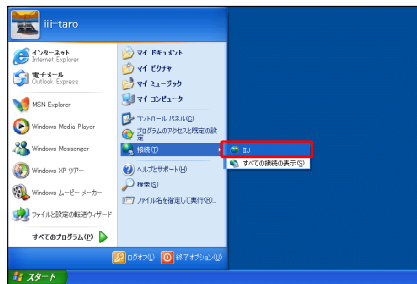 iii-taro
インターネット
Internet Explorer
電子メール
Outlook Express
MSN Explorer
Windows Media Player
Windows Messenger
Windows XP ツアー
Windows ムービー メーカー
ファイルと設定の転送ウィザード
すべてのプログラム(P)
マイ ドキュメント
マイ ピクチャ
マイ ミュージック
マイ コンピュータ
コントロール パネル(C)
プログラムのアクセスと既定の設定
接続(T)
ヘルプとサポート(H)
検索(S)
ファイル名を指定して実行(R)...
IIJ
すべての接続の表示(S)
ログオフ(L)
終了オプション(U)
スタート